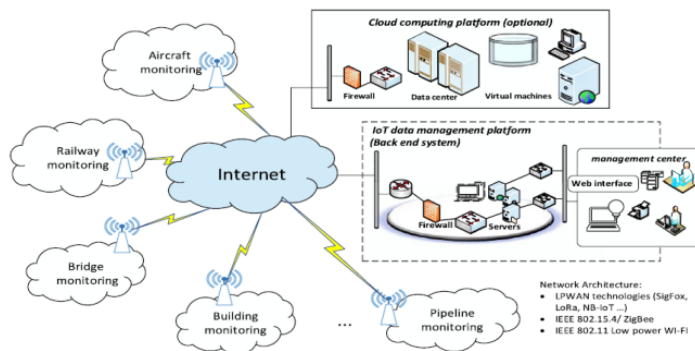 Cloud computing platform (optional)
Firewall
Data center
Virtual machines
Aircraft
monitoring
Railway
monitoring
Internet
IoT data management platform
(Back end system)
management center
Web interface
Firewall
Servers
Bridge
monitoring
Building
monitoring
...
Pipeline
monitoring
Network Architecture:
• LPWAN technologies (SigFox,
LoRa, NB-IoT ...)
• IEEE 802.15.4/ ZigBee
• IEEE 802.11 Low power WI-FI